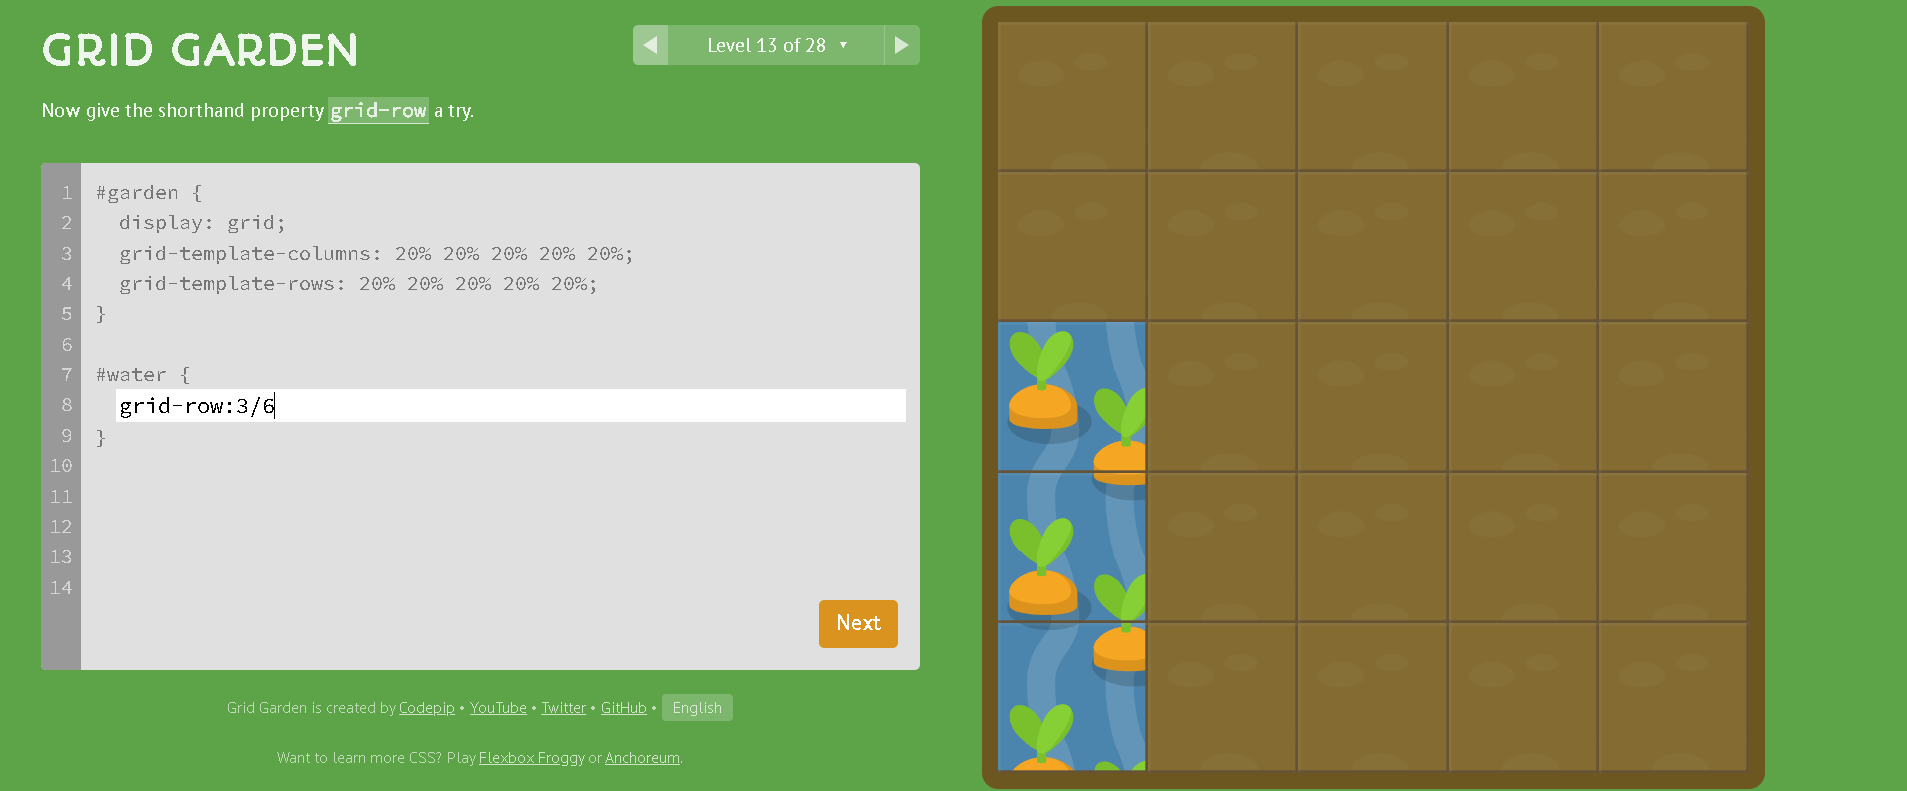 GRID GARDEN
◀ Level 13 of 28 ▼ ▶
Now give the shorthand property grid-row a try.
1 #garden {
2   display: grid;
3   grid-template-columns: 20% 20% 20% 20% 20%;
4   grid-template-rows: 20% 20% 20% 20% 20%;
5 }
6
7 #water {
8   grid-row:3/6
9 }
10
11
12
13
14
Next
Grid Garden is created by Codepip • YouTube • Twitter • GitHub • English
Want to learn more CSS? Play Flexbox Froggy or Anchoreum.